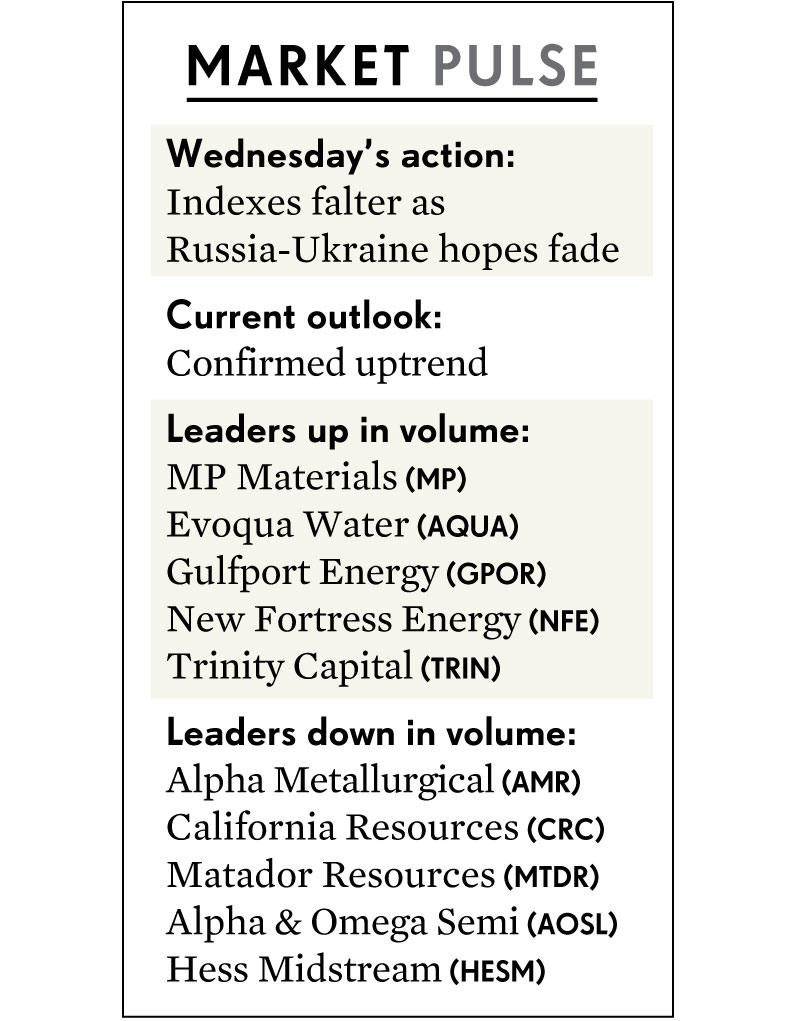 MARKET PULSE
Wednesday’s action:
Indexes falter as
Russia-Ukraine hopes fade
Current outlook:
Confirmed uptrend
Leaders up in volume:
MP Materials (MP)
Evoqua Water (AQUA)
Gulfport Energy (GPOR)
New Fortress Energy (NFE)
Trinity Capital (TRIN)
Leaders down in volume:
Alpha Metallurgical (AMR)
California Resources (CRC)
Matador Resources (MTDR)
Alpha & Omega Semi (AOSL)
Hess Midstream (HESM)